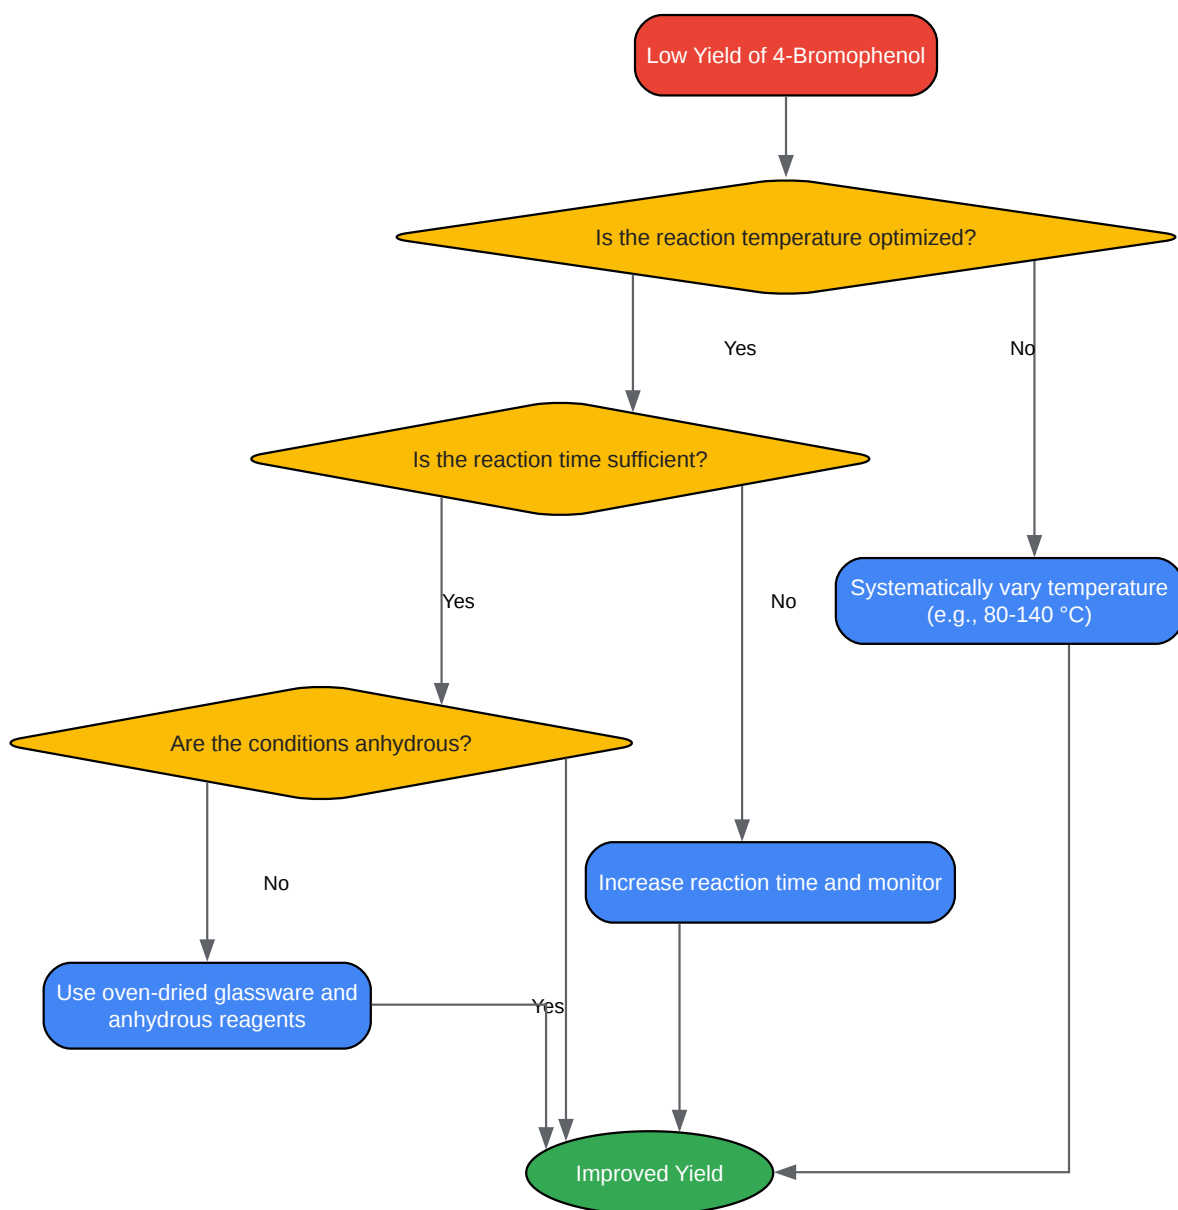 Low Yield of 4-Bromophenol
Is the reaction temperature optimized?
Yes
No
Is the reaction time sufficient?
Systematically vary temperature
(e.g., 80-140 °C)
Yes
No
Are the conditions anhydrous?
No
Increase reaction time and monitor
Use oven-dried glassware and
anhydrous reagents
Yes
Improved Yield